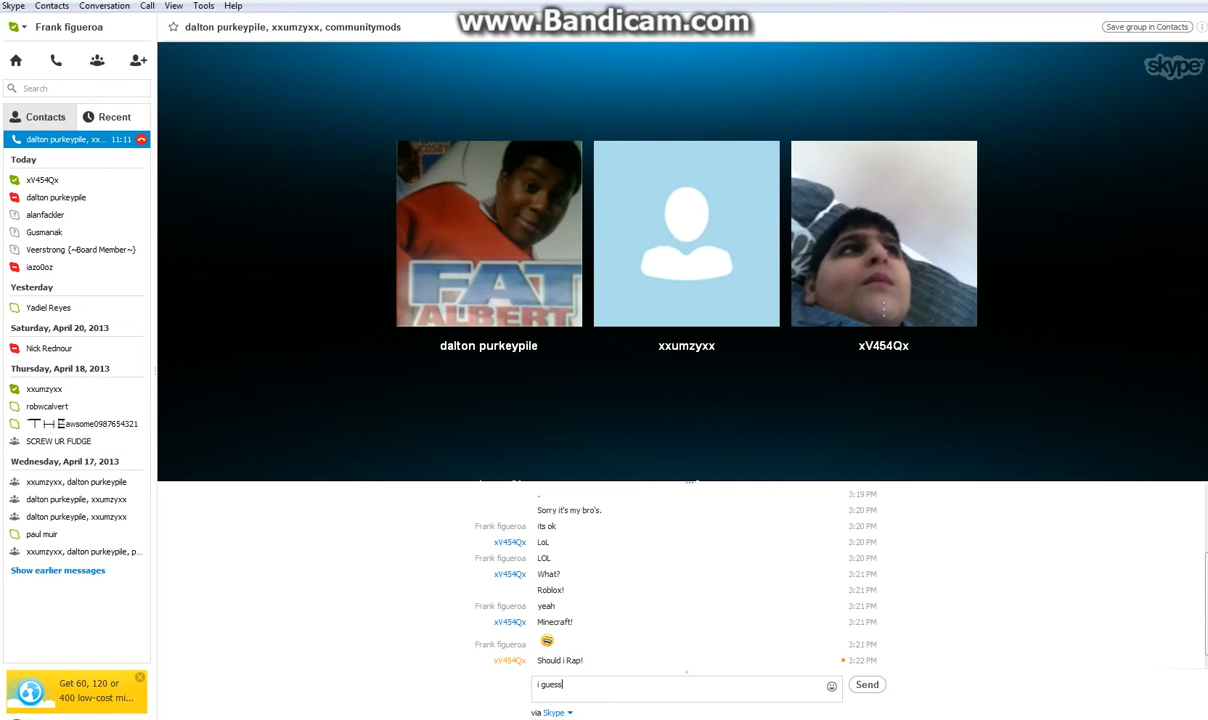 Skype Contacts Conversation Call View Tools Help
www.Bandicam.com
Frank figueroa
dalton purkeypile, xxumzyxx, communitymods
Save group in Contacts
skype
Search
Contacts
Recent
dalton purkeypile, xx... 11:11
Today
xV454Qx
dalton purkeypile
alanfackler
Gusmanak
Veerstrong {~Board Member~}
iazo0oz
Yesterday
Yadiel Reyes
Saturday, April 20, 2013
Nick Rednour
Thursday, April 18, 2013
xxumzyxx
robwcalvert
T H E awsome0987654321
SCREW UR FUDGE
Wednesday, April 17, 2013
xxumzyxx, dalton purkeypile
dalton purkeypile, xxumzyxx
dalton purkeypile, xxumzyxx
paul muir
xxumzyxx, dalton purkeypile, p...
Show earlier messages
Get 60, 120 or
400 low-cost mi...
COSBY
FAT
ALBERT
dalton purkeypile
xxumzyxx
xV454Qx
. 3:19 PM
Sorry it's my bro's. 3:20 PM
Frank figueroa its ok 3:20 PM
xV454Qx LoL 3:20 PM
Frank figueroa LOL 3:20 PM
xV454Qx What? 3:21 PM
Roblox!
Frank figueroa yeah 3:21 PM
xV454Qx Minecraft! 3:21 PM
Frank figueroa 3:21 PM
xV454Qx Should i Rap! 3:22 PM
i guess
Send
via Skype